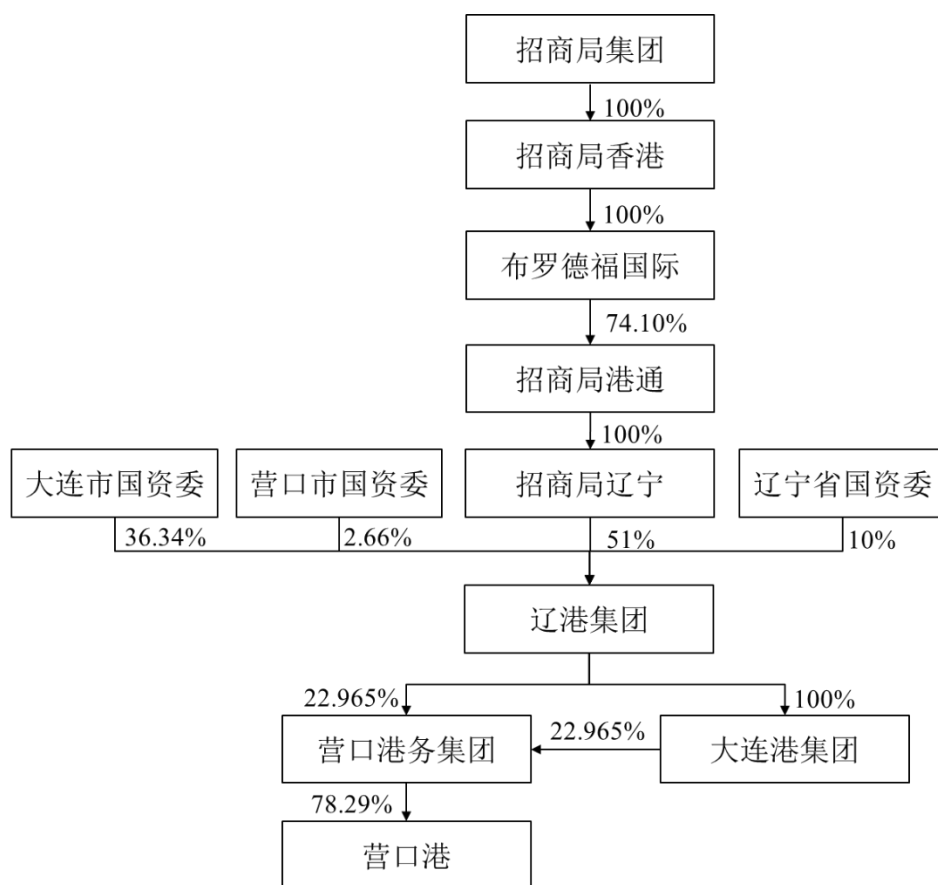 招商局集团
100%
招商局香港
100%
布罗德福国际
74.10%
招商局港通
100%
大连市国资委
营口市国资委
招商局辽宁
辽宁省国资委
36.34%
2.66%
51%
10%
辽港集团
22.965%
100%
营口港务集团
22.965%
大连港集团
78.29%
营口港